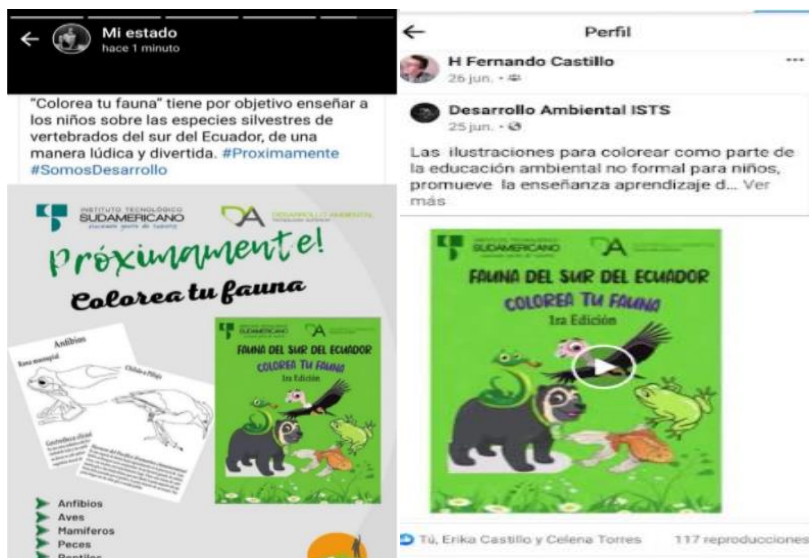 Mi estado
hace 1 minuto
"Colorea tu fauna" tiene por objetivo enseñar a
los niños sobre las especies silvestres de
vertebrados del sur del Ecuador, de una
manera lúdica y divertida. #Proximamente
#SomosDesarrollo
INSTITUTO TECNOLÓGICO
SUDAMERICANO
DA
DESARROLLO AMBIENTAL
Próximamente!
Colorea tu fauna
Anfibios
Rana marsupial
FAUNA DEL SUR DEL ECUADOR
COLOREA TU FAUNA
1ra Edición
Anfibios
Aves
Mamíferos
Peces
Reptiles
Perfil
H Fernando Castillo
26 jun.
Desarrollo Ambiental ISTS
25 jun.
Las ilustraciones para colorear como parte de
la educación ambiental no formal para niños,
promueve la enseñanza aprendizaje d... Ver
más
SUDAMERICANO
DA
FAUNA DEL SUR DEL ECUADOR
COLOREA TU FAUNA
1ra Edición
Tú, Erika Castillo y Celena Torres
117 reproducciones